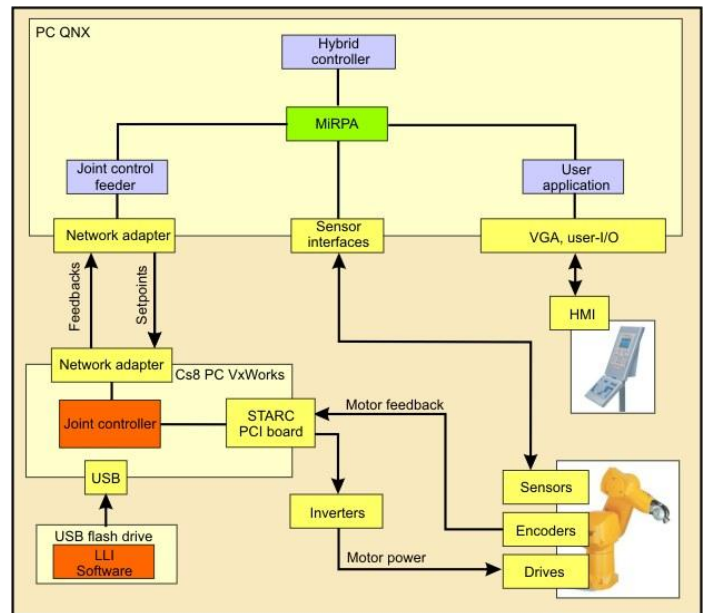 PC QNX
Hybrid
controller
MiRPA
Joint control
feeder
User
application
Network adapter
Sensor
interfaces
VGA, user-I/O
Feedbacks
Setpoints
HMI
Network adapter
Cs8 PC VxWorks
Joint controller
STARC
PCI board
Motor feedback
USB
Sensors
Inverters
Encoders
USB flash drive
LLI
Software
Motor power
Drives